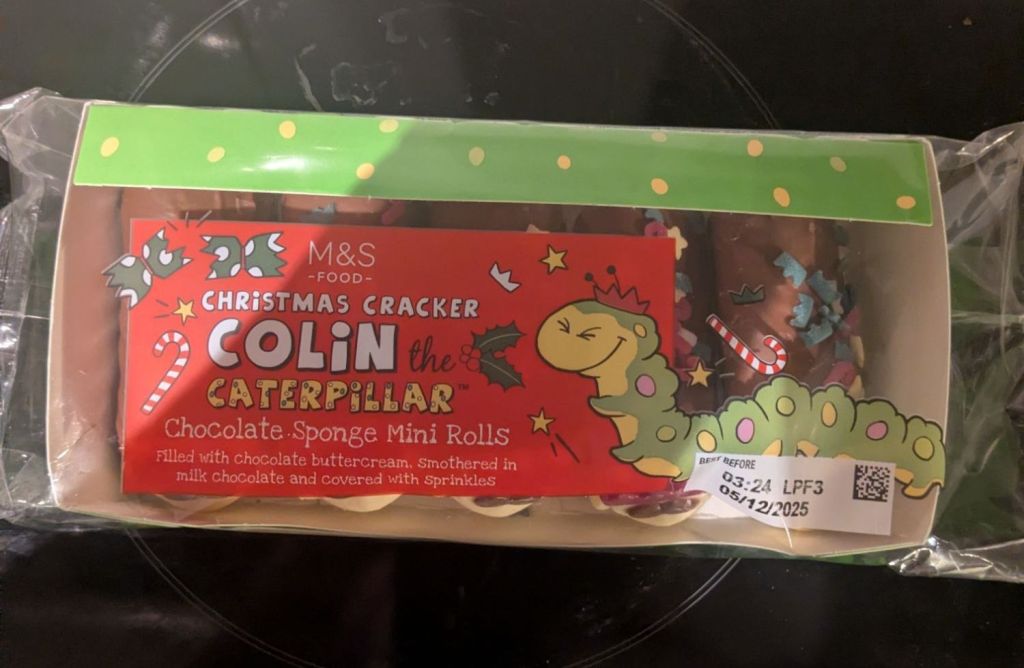 M&S
-FOOD-
CHRISTMAS CRACKER
COLIN the
CATERPILLAR™
Chocolate Sponge Mini Rolls
Filled with chocolate buttercream, smothered in
milk chocolate and covered with sprinkles
BEST BEFORE
03:24 LPF3
05/12/2025